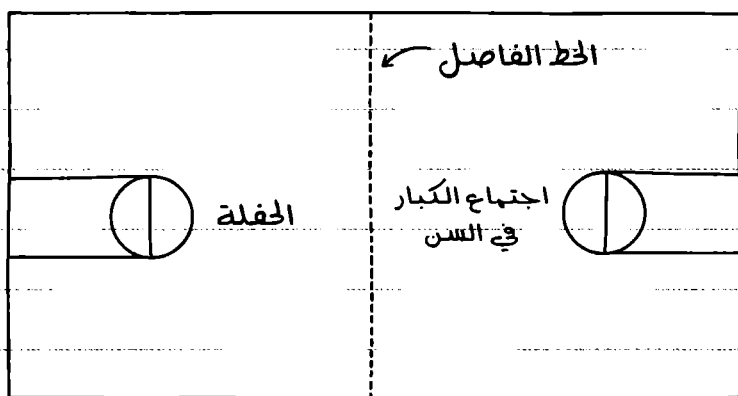 الخط الفاصل
اجتماع الكبار
في السن
الحفلة